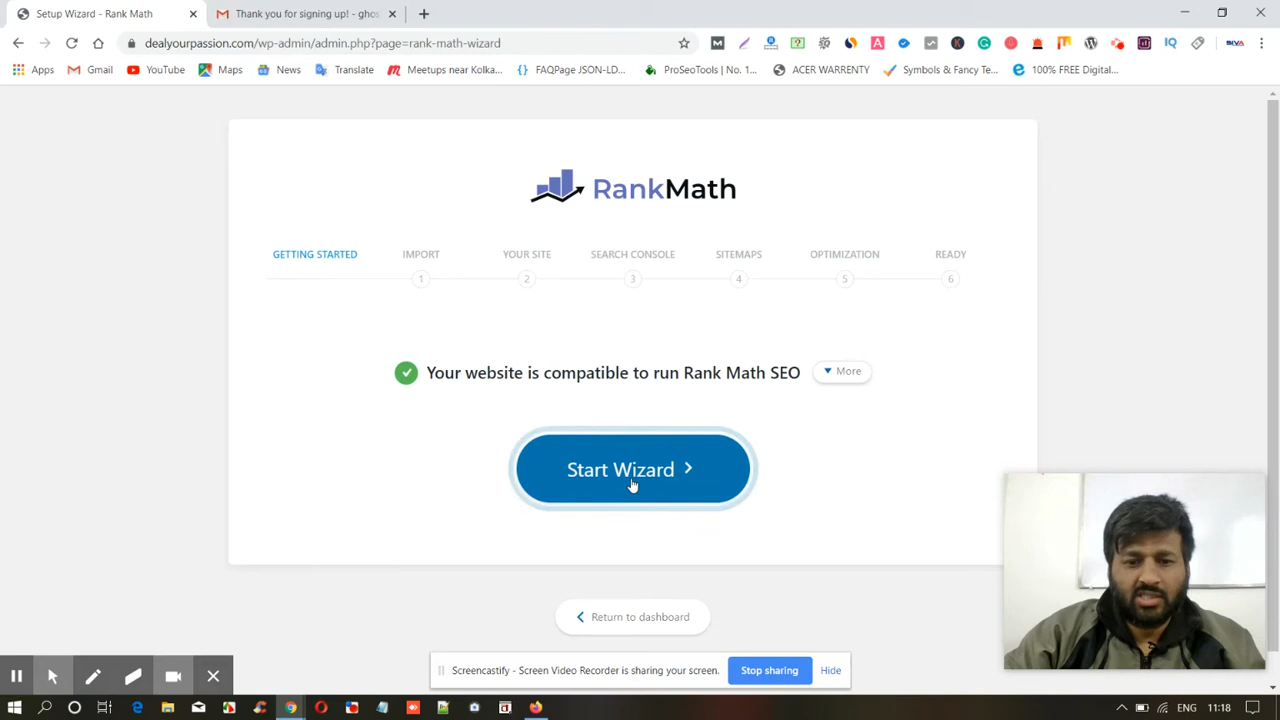 Setup Wizard - Rank Math
Thank you for signing up! - ghos
dealyourpassion.com/wp-admin/admin.php?page=rank-math-wizard
SIVA
Apps
Gmail
YouTube
Maps
News
Translate
Meetups near Kolka...
FAQPage JSON-LD...
ProSeoTools | No. 1...
ACER WARRENTY
Symbols & Fancy Te...
100% FREE Digital...
RankMath
GETTING STARTED
IMPORT
YOUR SITE
SEARCH CONSOLE
SITEMAPS
OPTIMIZATION
READY
1
2
3
4
5
6
Your website is compatible to run Rank Math SEO
More
Start Wizard
Return to dashboard
Screencastify - Screen Video Recorder is sharing your screen.
Stop sharing
Hide
ENG
11:18